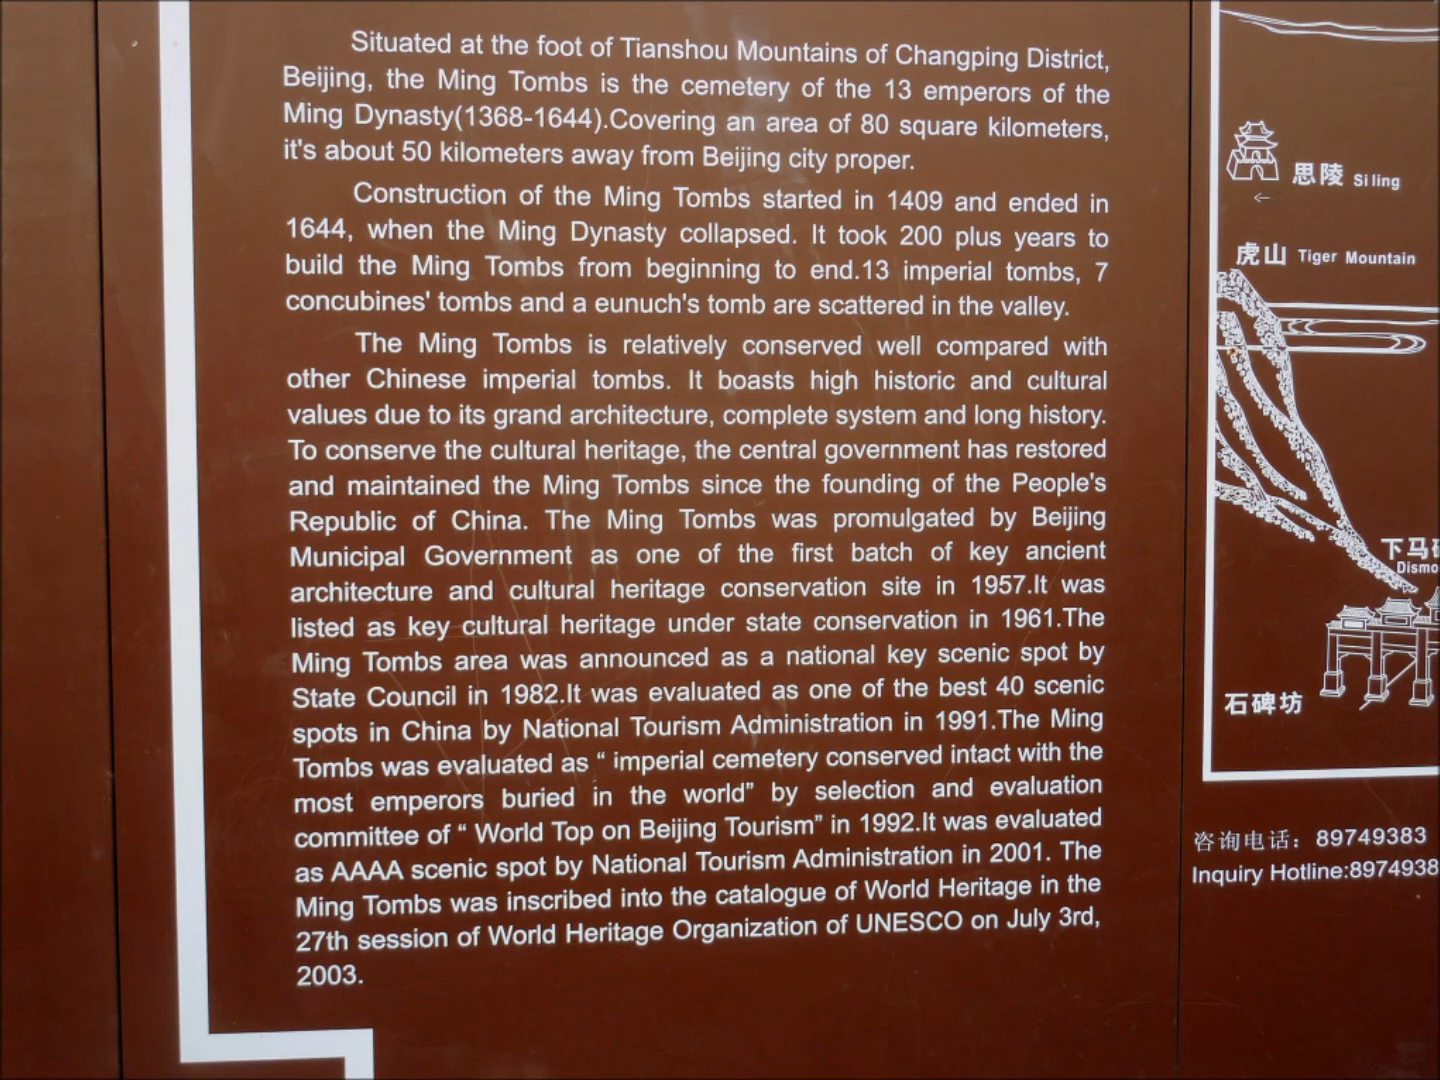 Situated at the foot of Tianshou Mountains of Changping District,
Beijing, the Ming Tombs is the cemetery of the 13 emperors of the
Ming Dynasty(1368-1644).Covering an area of 80 square kilometers,
it's about 50 kilometers away from Beijing city proper.
Construction of the Ming Tombs started in 1409 and ended in
1644, when the Ming Dynasty collapsed. It took 200 plus years to
build the Ming Tombs from beginning to end.13 imperial tombs, 7
concubines' tombs and a eunuch's tomb are scattered in the valley.
The Ming Tombs is relatively conserved well compared with
other Chinese imperial tombs. It boasts high historic and cultural
values due to its grand architecture, complete system and long history.
To conserve the cultural heritage, the central government has restored
and maintained the Ming Tombs since the founding of the People's
Republic of China. The Ming Tombs was promulgated by Beijing
Municipal Government as one of the first batch of key ancient
architecture and cultural heritage conservation site in 1957.It was
listed as key cultural heritage under state conservation in 1961.The
Ming Tombs area was announced as a national key scenic spot by
State Council in 1982.It was evaluated as one of the best 40 scenic
spots in China by National Tourism Administration in 1991.The Ming
Tombs was evaluated as “ imperial cemetery conserved intact with the
most emperors buried in the world” by selection and evaluation
committee of “ World Top on Beijing Tourism” in 1992.It was evaluated
as AAAA scenic spot by National Tourism Administration in 2001. The
Ming Tombs was inscribed into the catalogue of World Heritage in the
27th session of World Heritage Organization of UNESCO on July 3rd,
2003.
思陵 Si ling
←
虎山 Tiger Mountain
下马
Dismo
石碑坊
咨询电话：89749383
Inquiry Hotline:8974938